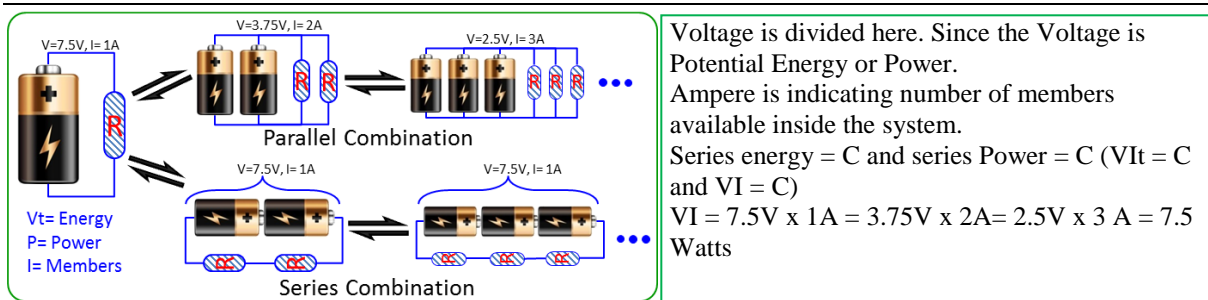 V=7.5V, I= 1A
R
Vt= Energy
P= Power
I= Members
V=3.75V, I= 2A
R R
V=2.5V, I= 3A
R R R
Parallel Combination
V=7.5V, I= 1A
R R
V=7.5V, I= 1A
R R R
Series Combination
Voltage is divided here. Since the Voltage is
Potential Energy or Power.
Ampere is indicating number of members
available inside the system.
Series energy = C and series Power = C (VIt = C
and VI = C)
VI = 7.5V x 1A = 3.75V x 2A= 2.5V x 3 A = 7.5
Watts